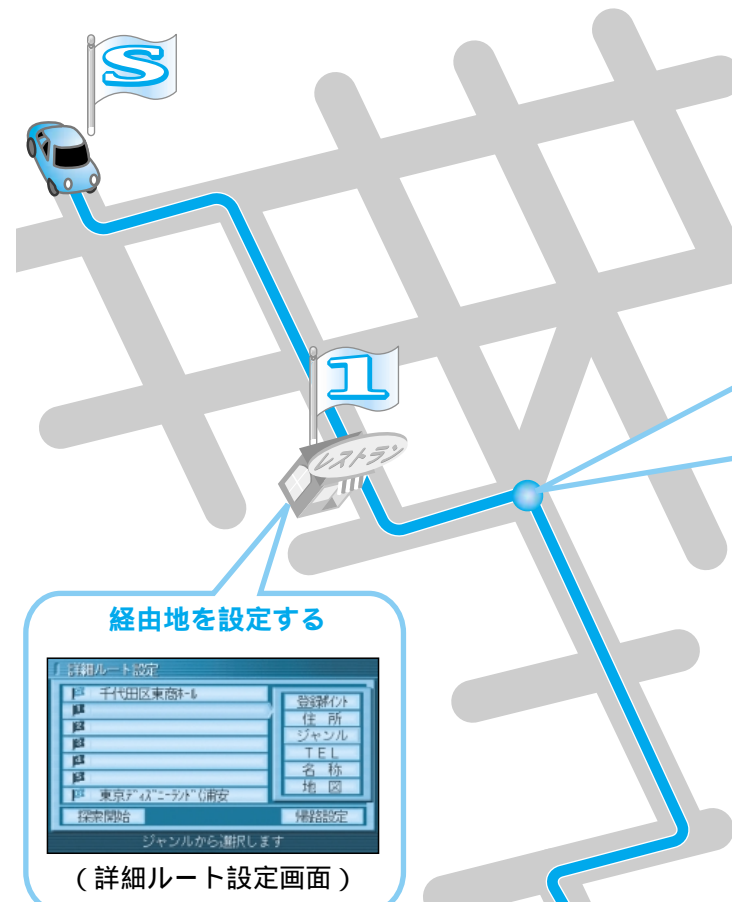 S
1
レストラン
経由地を設定する
詳細ルート設定
千代田区東商ホール
登録ポイント
住 所
ジャンル
TEL
名 称
地 図
東京ディズニーランド(浦安
探索開始
帰路設定
ジャンルから選択します
(詳細ルート設定画面)